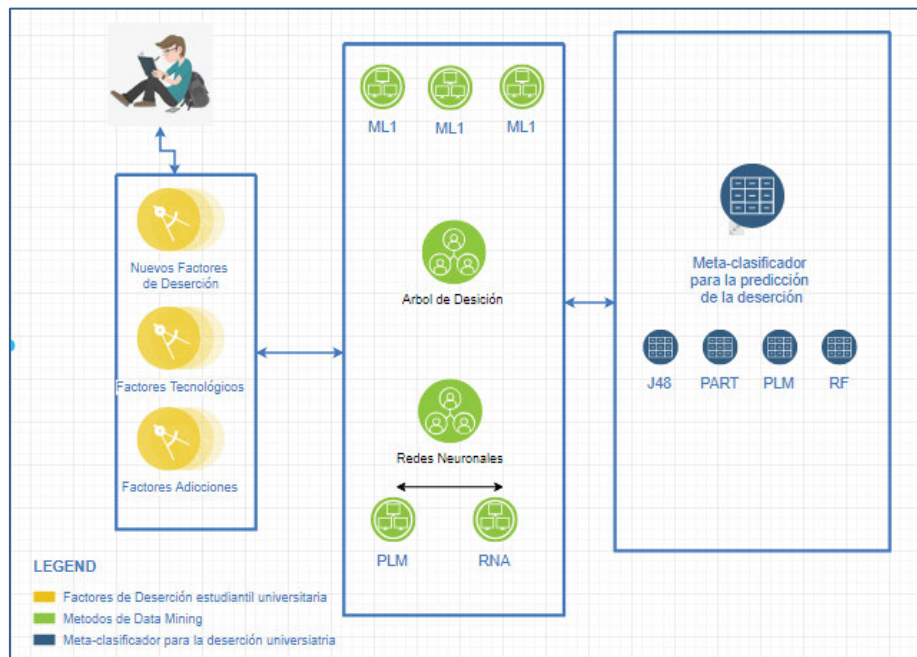 ML1
ML1
ML1
Nuevos Factores
de Deserción
Factores Tecnológicos
Factores Adicciones
Arbol de Desición
Redes Neuronales
PLM
RNA
Meta-clasificador
para la predicción
de la deserción
J48
PART
PLM
RF
LEGEND
Factores de Deserción estudiantil universitaria
Metodos de Data Mining
Meta-clasificador para la deserción universiatria